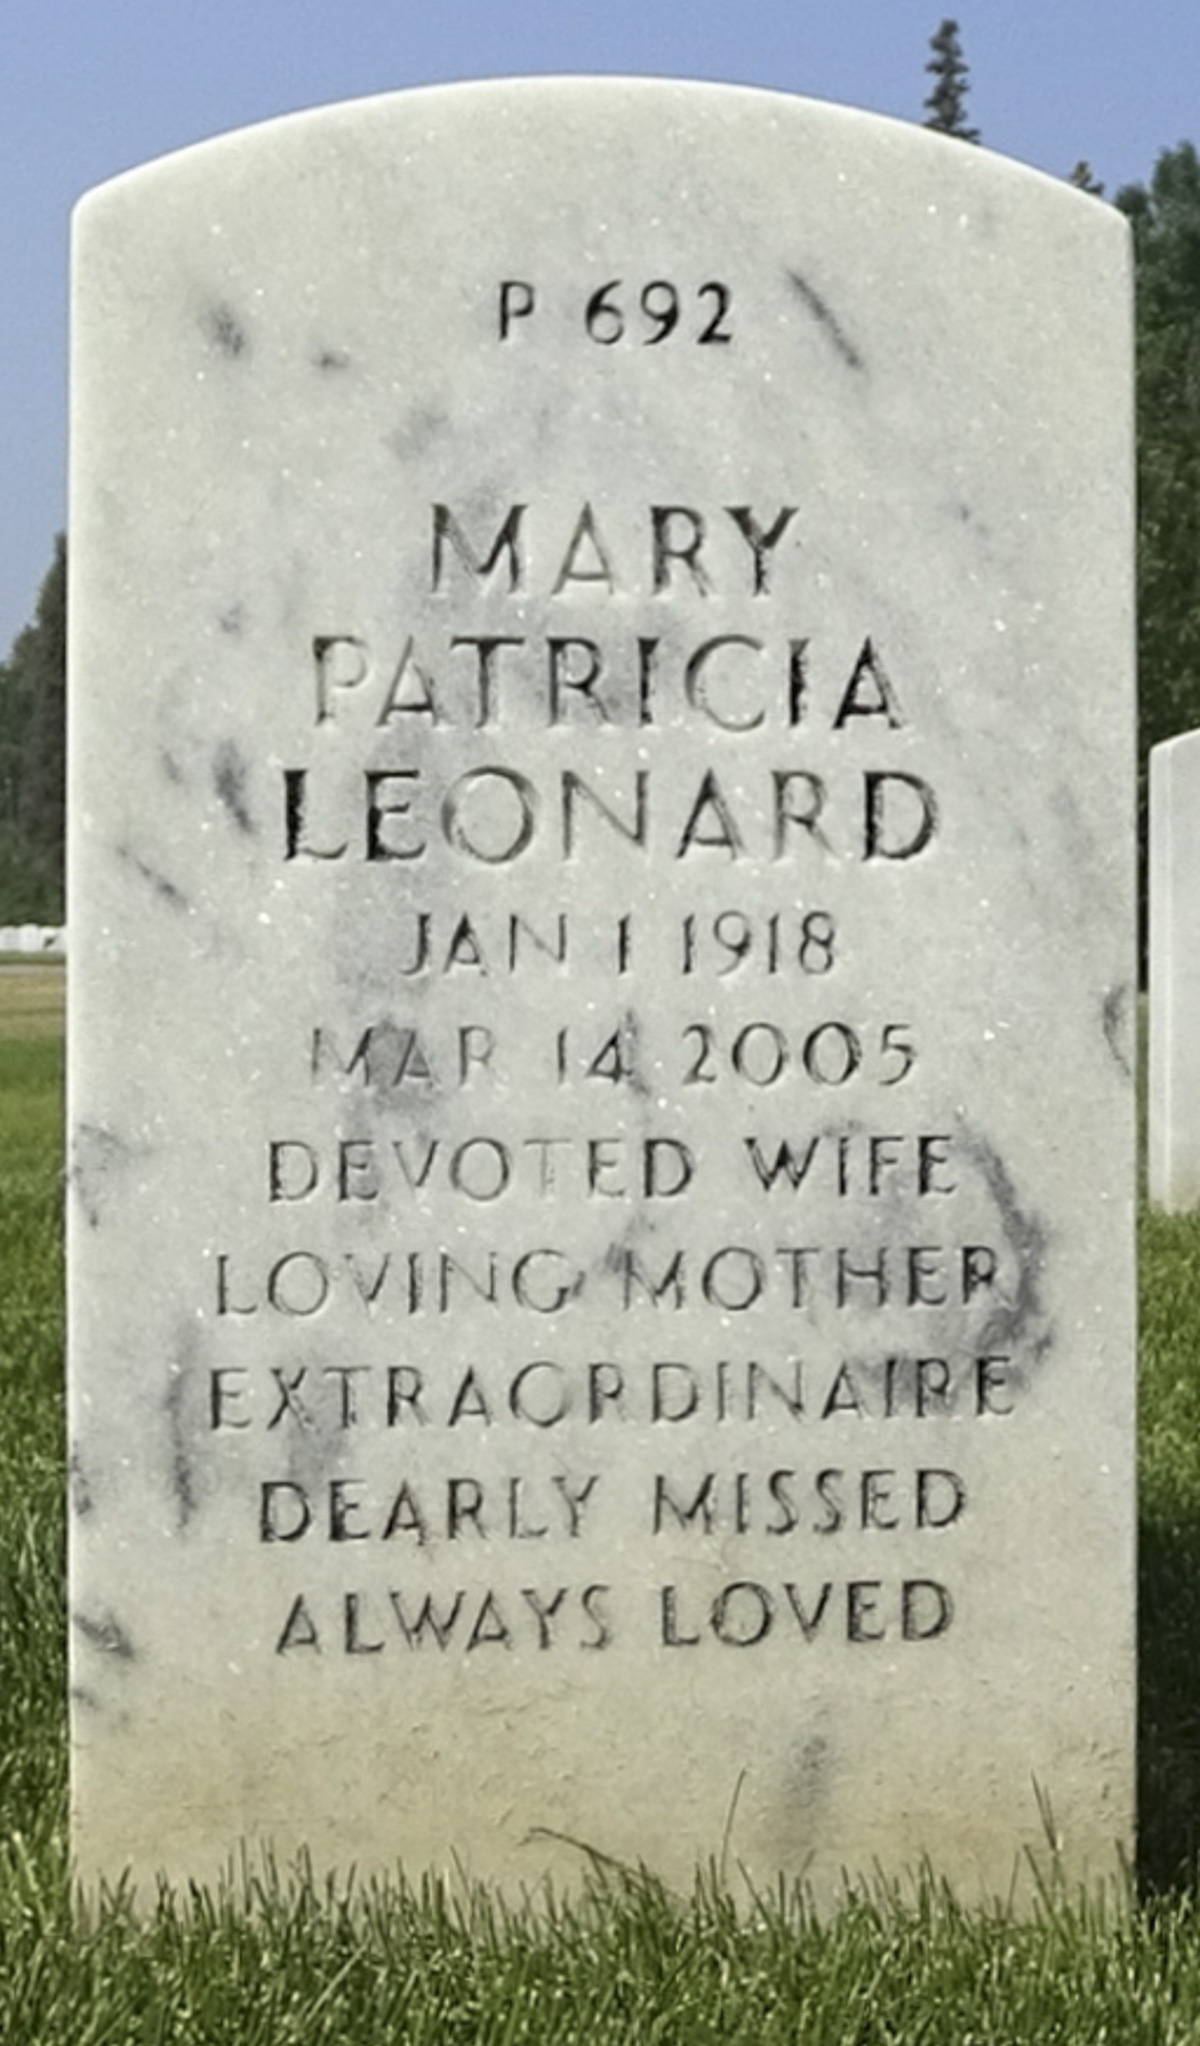 P 692
MARY
PATRICIA
LEONARD
JAN 1 1918
MAR 14 2005
DEVOTED WIFE
LOVING MOTHER
EXTRAORDINAIRE
DEARLY MISSED
ALWAYS LOVED